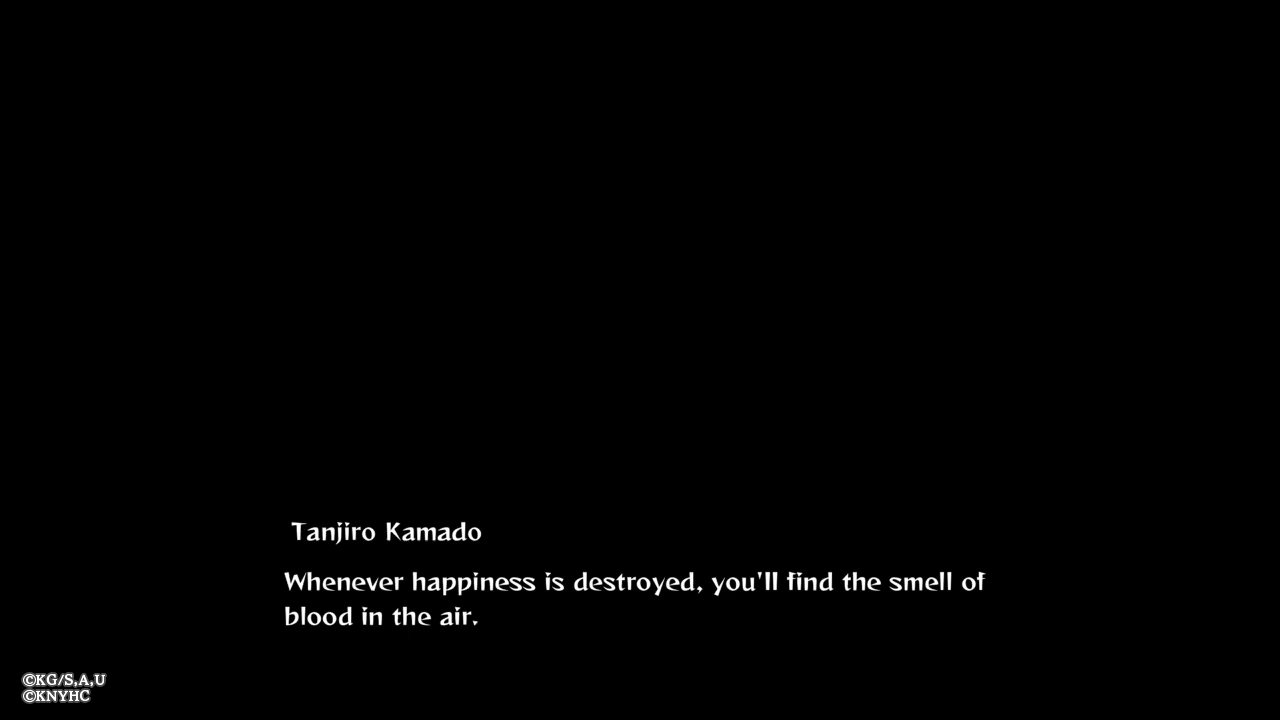 Tanjiro Kamado
Whenever happiness is destroyed, you'll find the smell of
blood in the air.
©KG/S,A,U
©KNYHC